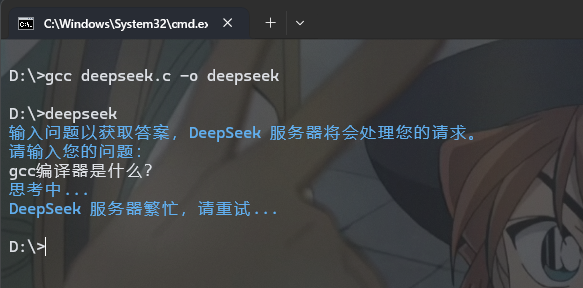 C:\Windows\System32\cmd.ex
D:\>gcc deepseek.c -o deepseek
D:\>deepseek
输入问题以获取答案，DeepSeek 服务器将会处理您的请求。
请输入您的问题：
gcc编译器是什么？
思考中...
DeepSeek 服务器繁忙，请重试...
D:\>